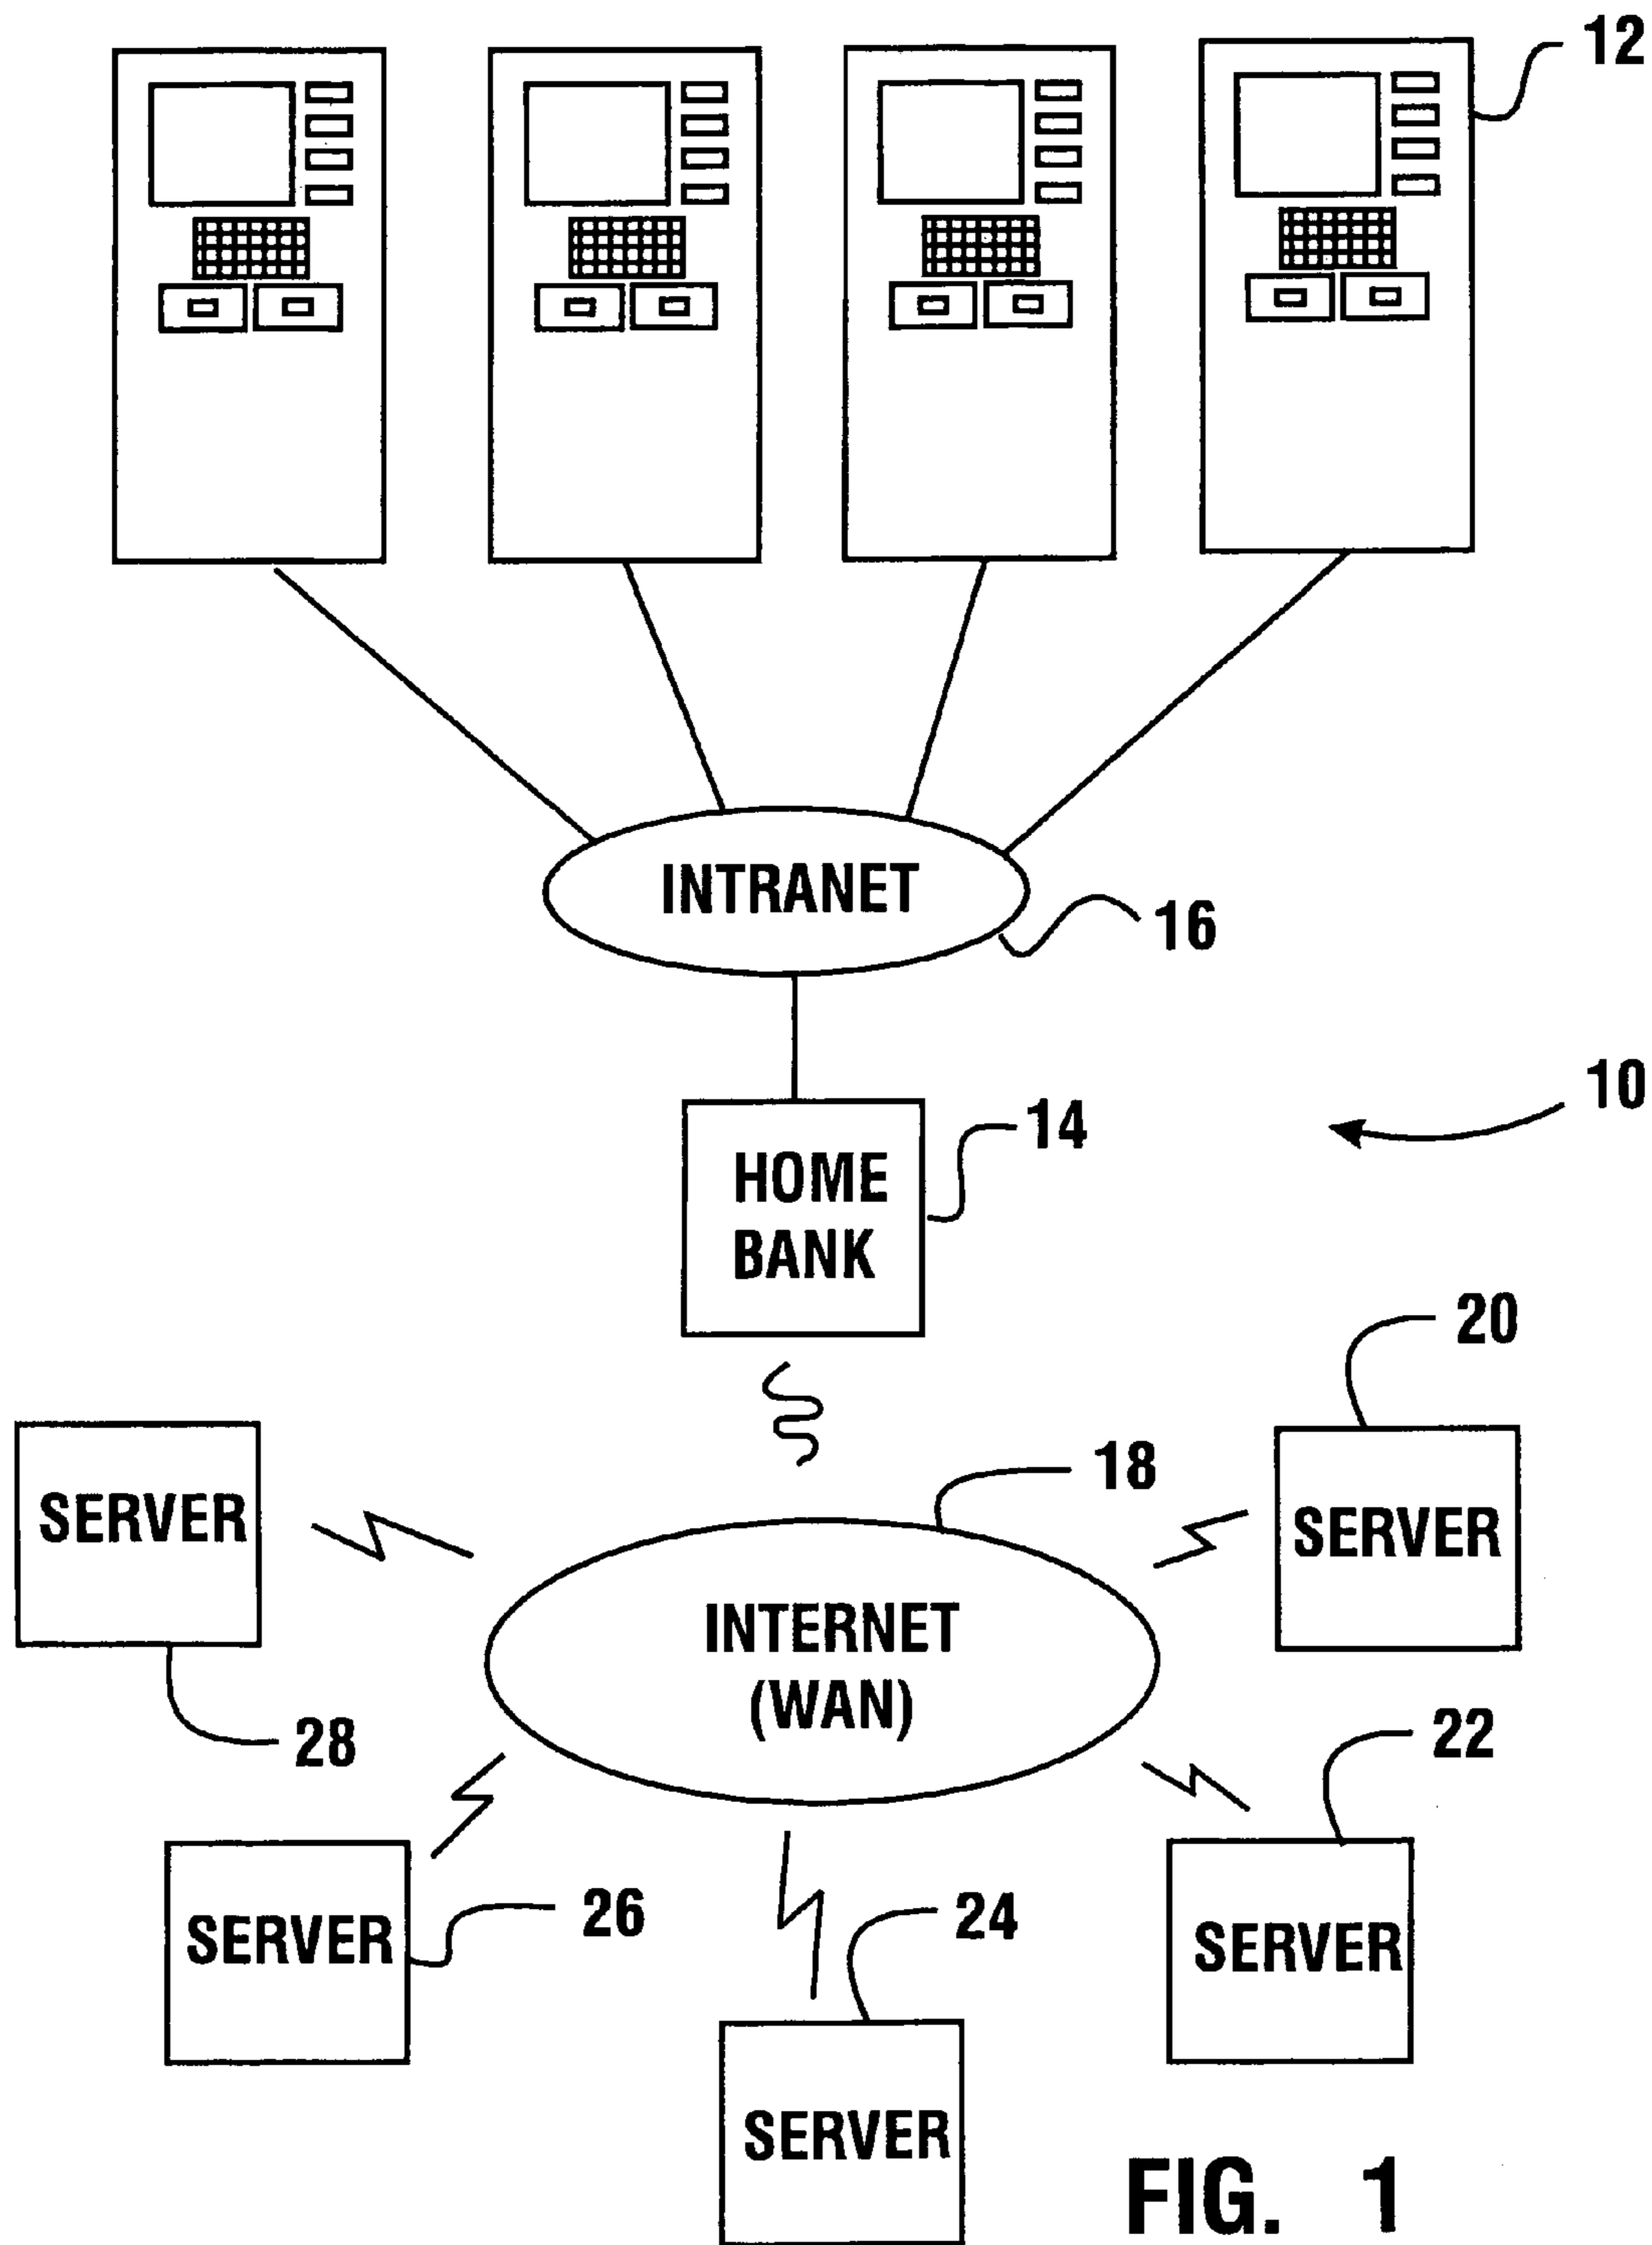 12
INTRANET
16
10
14
HOME
BANK
20
18
SERVER
SERVER
INTERNET
(WAN)
28
22
26
24
SERVER
SERVER
SERVER
FIG. 1